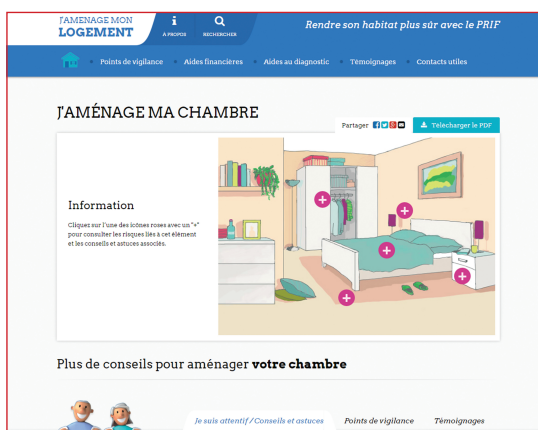 J'AMENAGE MON
LOGEMENT
i
A PROPOS
RECHERCHER
Rendre son habitat plus sûr avec le PRIF
Points de vigilance
Aides financières
Aides au diagnostic
Témoignages
Contacts utiles
J'AMÉNAGE MA CHAMBRE
Partager
Télécharger le PDF
Information
Cliquez sur l'une des icônes roses avec un "+"
pour consulter les risques liés à cet élément
et les conseils et astuces associés.
Plus de conseils pour aménager votre chambre
Je suis attentif / Conseils et astuces
Points de vigilance
Témoignages